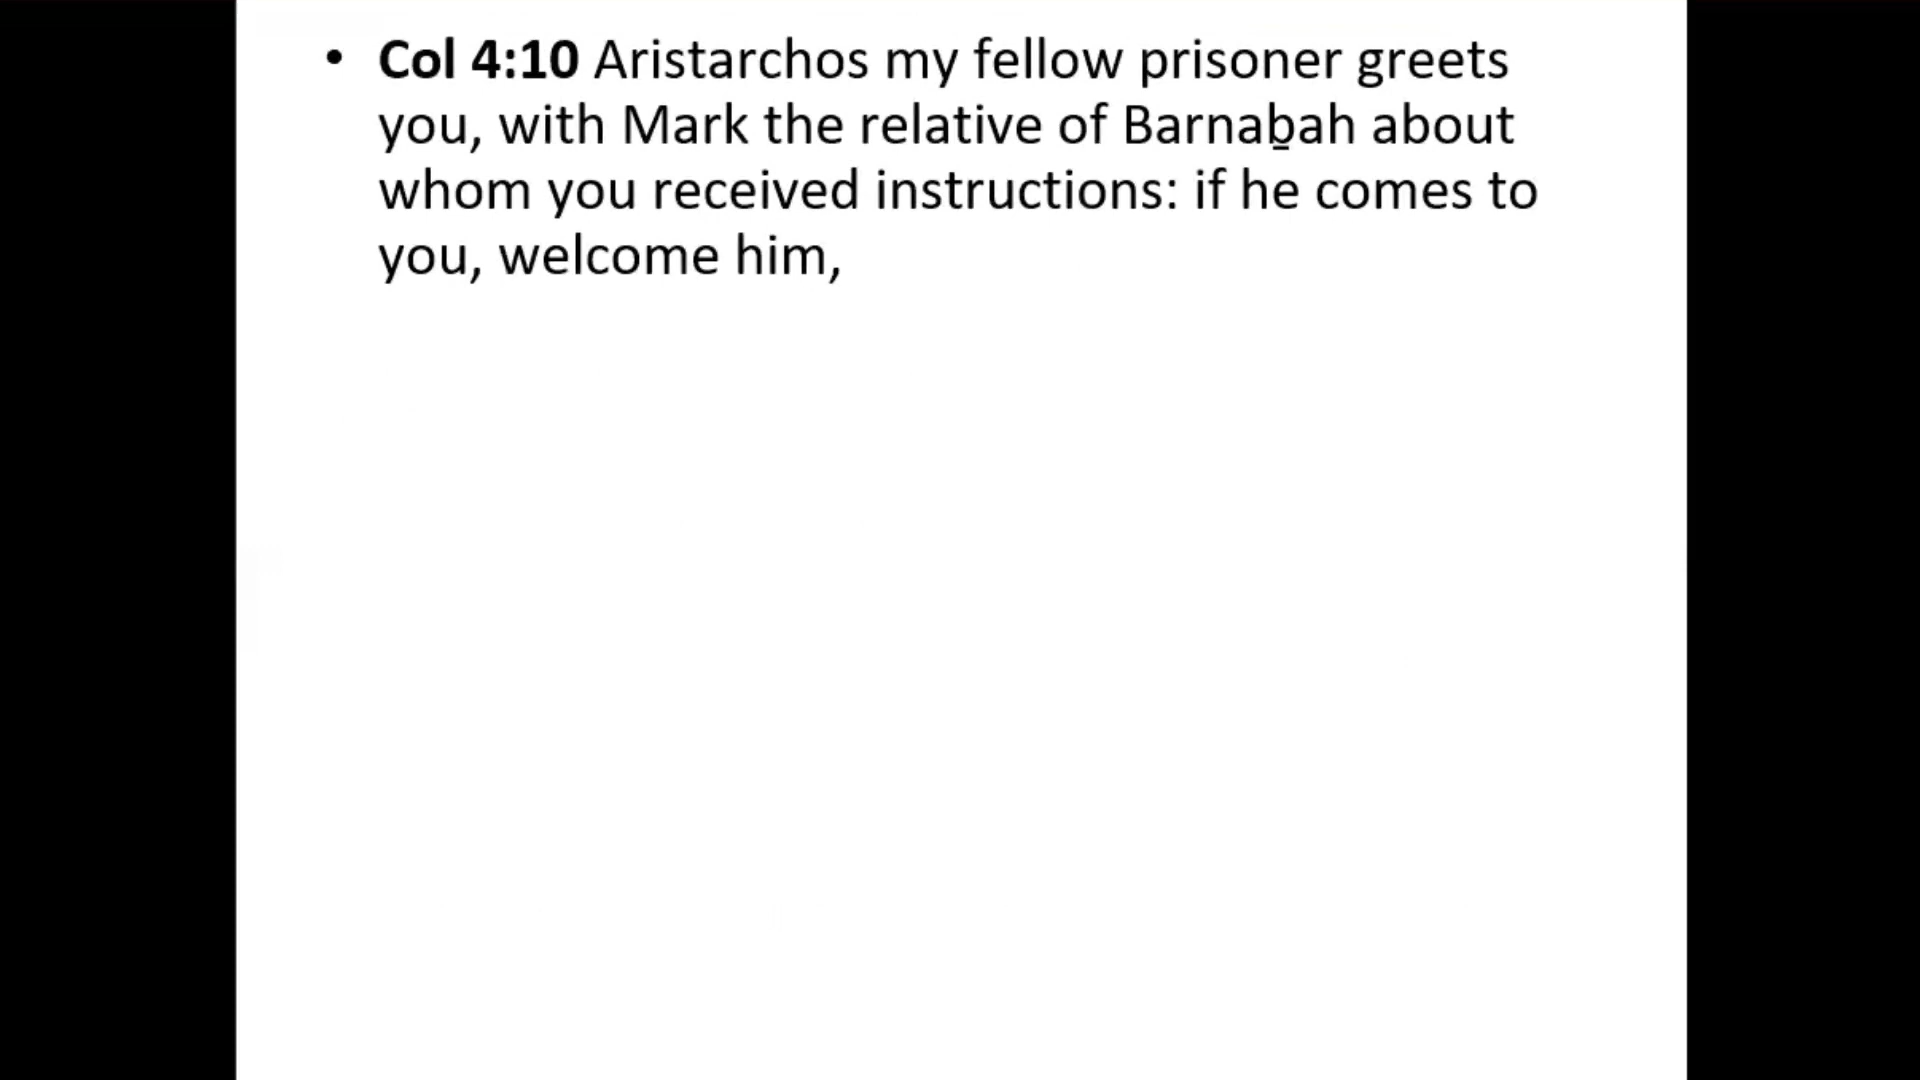 • Col 4:10 Aristarchos my fellow prisoner greets
you, with Mark the relative of Barnaḇah about
whom you received instructions: if he comes to
you, welcome him,